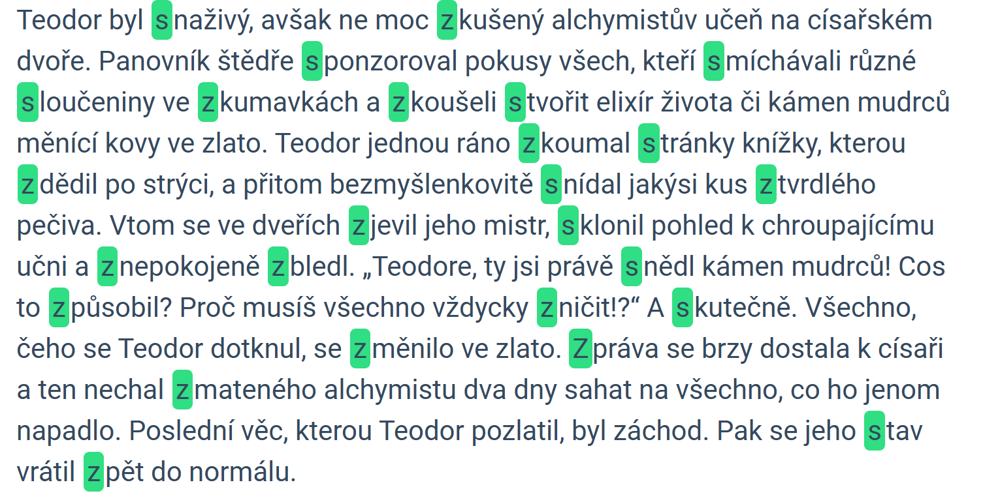 Teodor byl snaživý, avšak ne moc zkušený alchymistův učeň na císařském
dvoře. Panovník štědře sponzoroval pokusy všech, kteří smíchávali různé
sloučeniny ve zkumavkách a zkoušeli stvořit elixír života či kámen mudrců
měnící kovy ve zlato. Teodor jednou ráno zkoumal stránky knížky, kterou
zdědil po strýci, a přitom bezmyšlenkovitě snídal jakýsi kus ztvrdlého
pečiva. Vtom se ve dveřích zjevil jeho mistr, sklonil pohled k chroupajícímu
učni a znepokojeně zbledl. „Teodore, ty jsi právě snědl kámen mudrců! Cos
to způsobil? Proč musíš všechno vždycky zničit!?“ A skutečně. Všechno,
čeho se Teodor dotknul, se změnilo ve zlato. Zpráva se brzy dostala k císaři
a ten nechal zmateného alchymistu dva dny sahat na všechno, co ho jenom
napadlo. Poslední věc, kterou Teodor pozlatil, byl záchod. Pak se jeho stav
vrátil zpět do normálu.